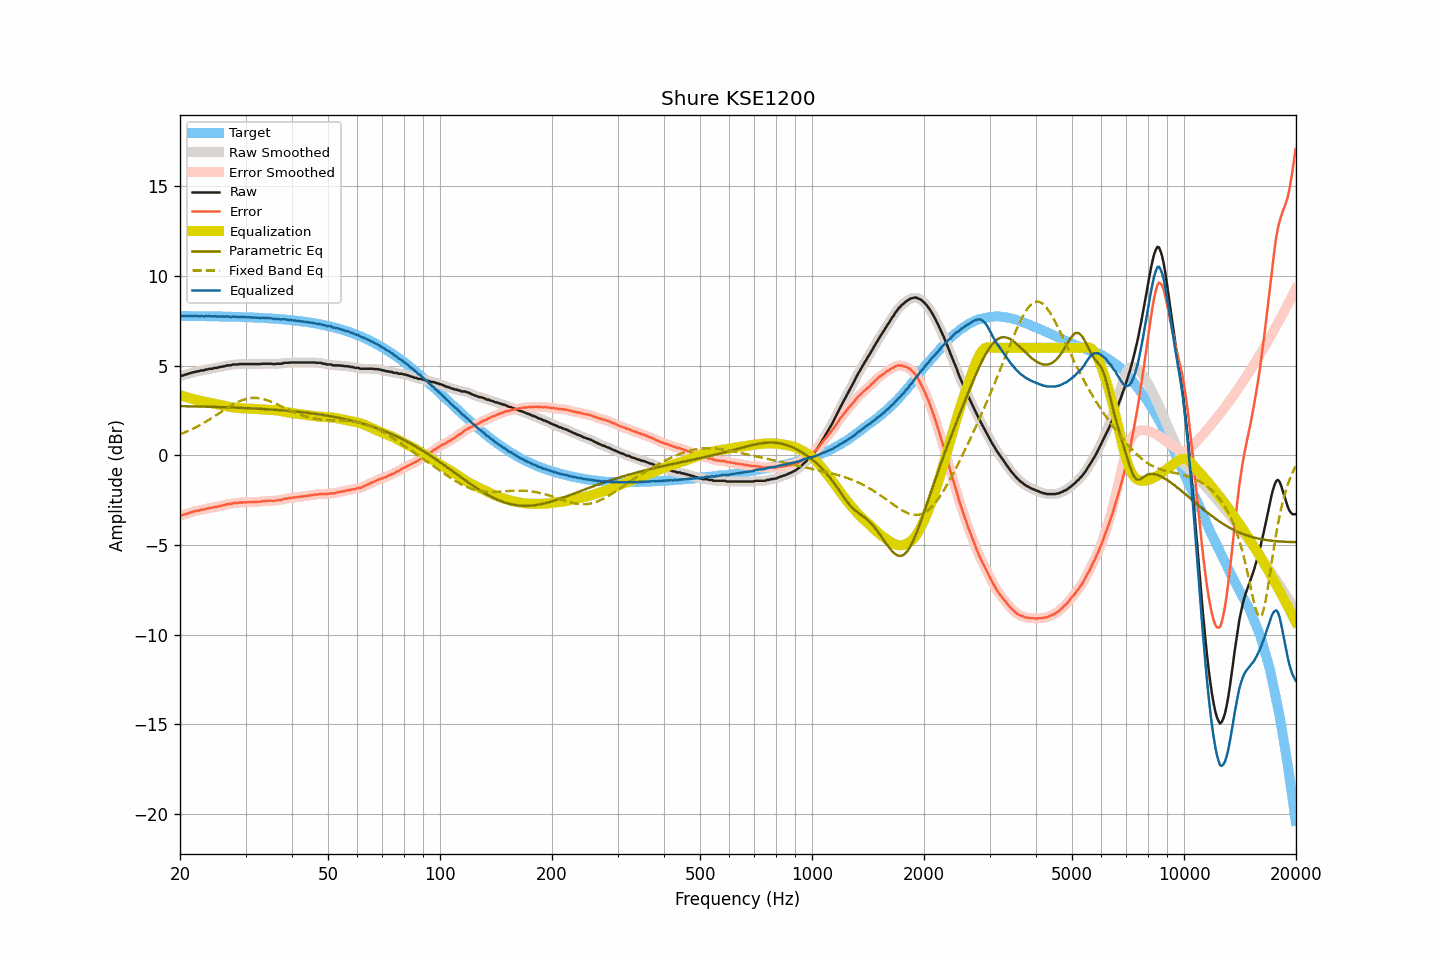 Shure KSE1200
Target
Raw Smoothed
Error Smoothed
Raw
Error
Equalization
Parametric Eq
Fixed Band Eq
Equalized
15
10
5
0
−5
−10
−15
−20
Amplitude (dBr)
20 50 100 200 500 1000 2000 5000 10000 20000
Frequency (Hz)